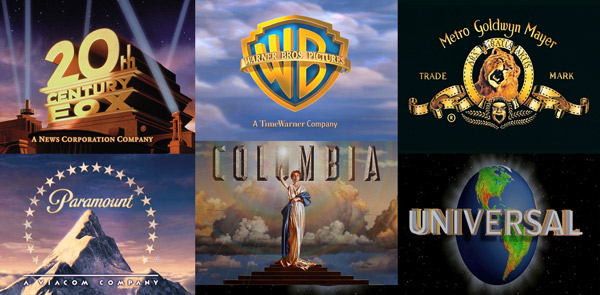 20th
CENTURY
FOX
A NEWS CORPORATION COMPANY
WARNER BROS. PICTURES
WB
A TimeWarner Company
Metro Goldwyn Mayer
ARS GRATIA ARTIS
TRADE MARK
®
Paramount
A VIACOM COMPANY
COLUMBIA
UNIVERSAL